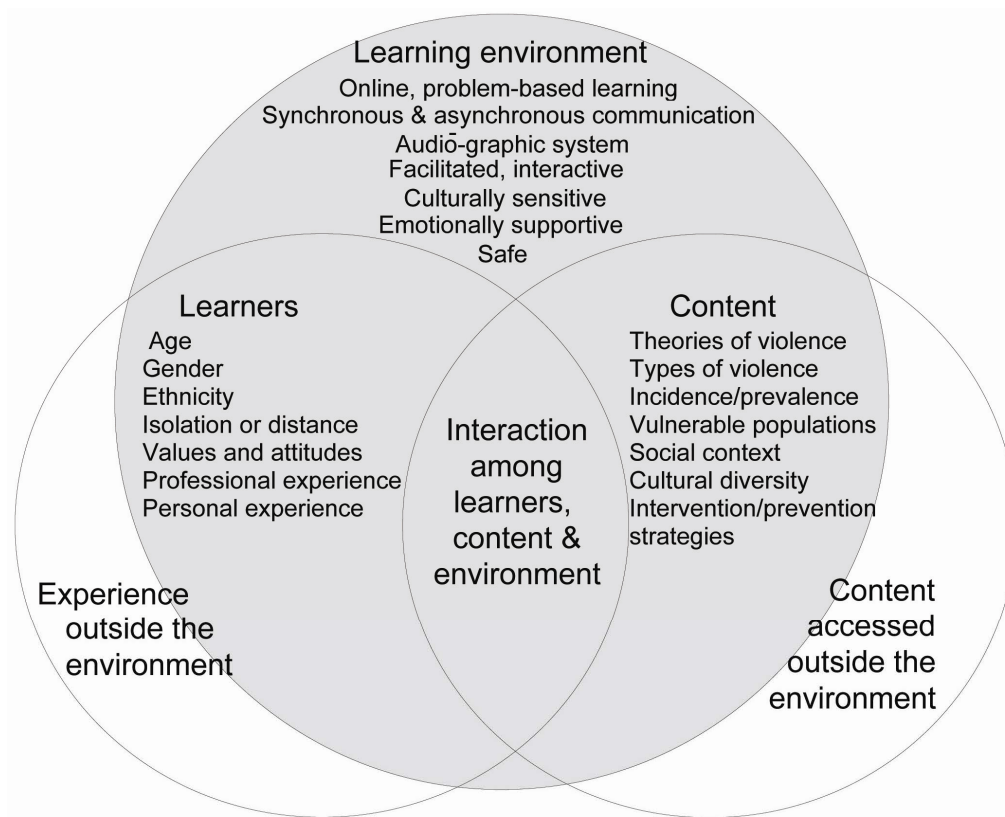 Learning environment
Online, problem-based learning
Synchronous & asynchronous communication
Audio-graphic system
Facilitated, interactive
Culturally sensitive
Emotionally supportive
Safe
Learners
Age
Gender
Ethnicity
Isolation or distance
Values and attitudes
Professional experience
Personal experience
Content
Theories of violence
Types of violence
Incidence/prevalence
Vulnerable populations
Social context
Cultural diversity
Intervention/prevention
strategies
Interaction
among
learners,
content &
environment
Experience
outside the
environment
Content
accessed
outside the
environment